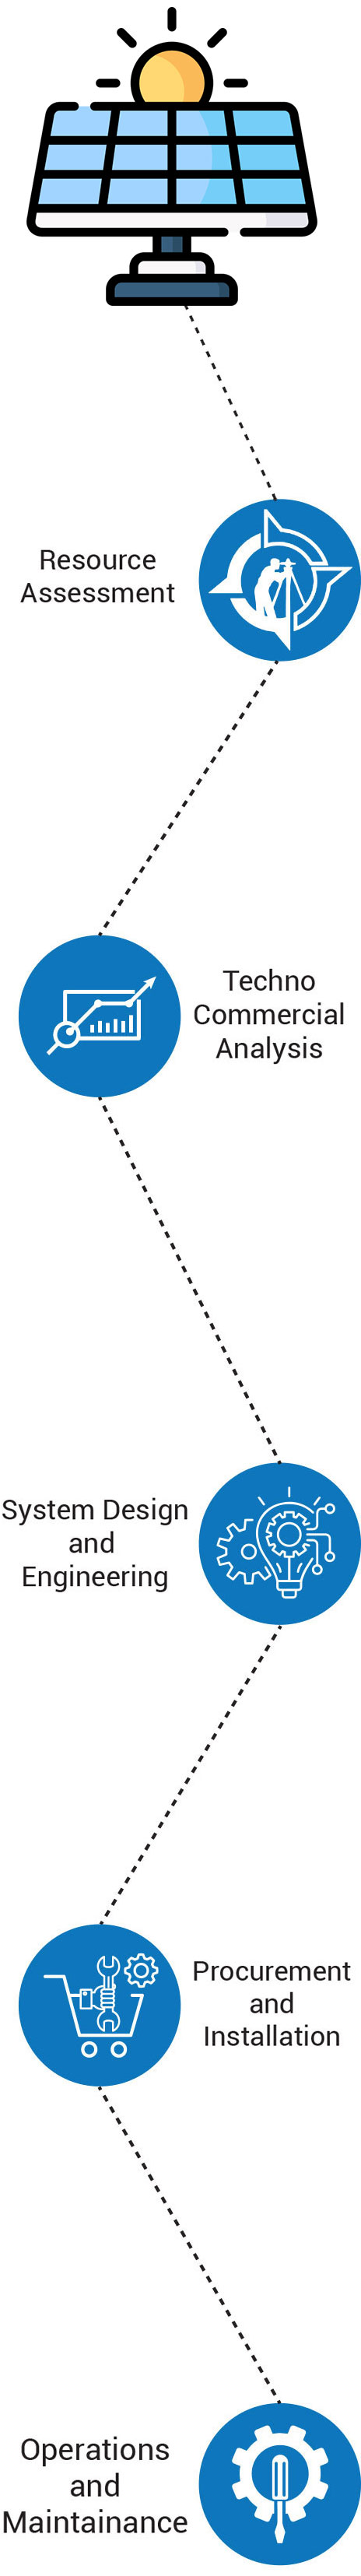 Resource
Assessment
Techno
Commercial
Analysis
System Design
and
Engineering
Procurement
and
Installation
Operations
and
Maintainance